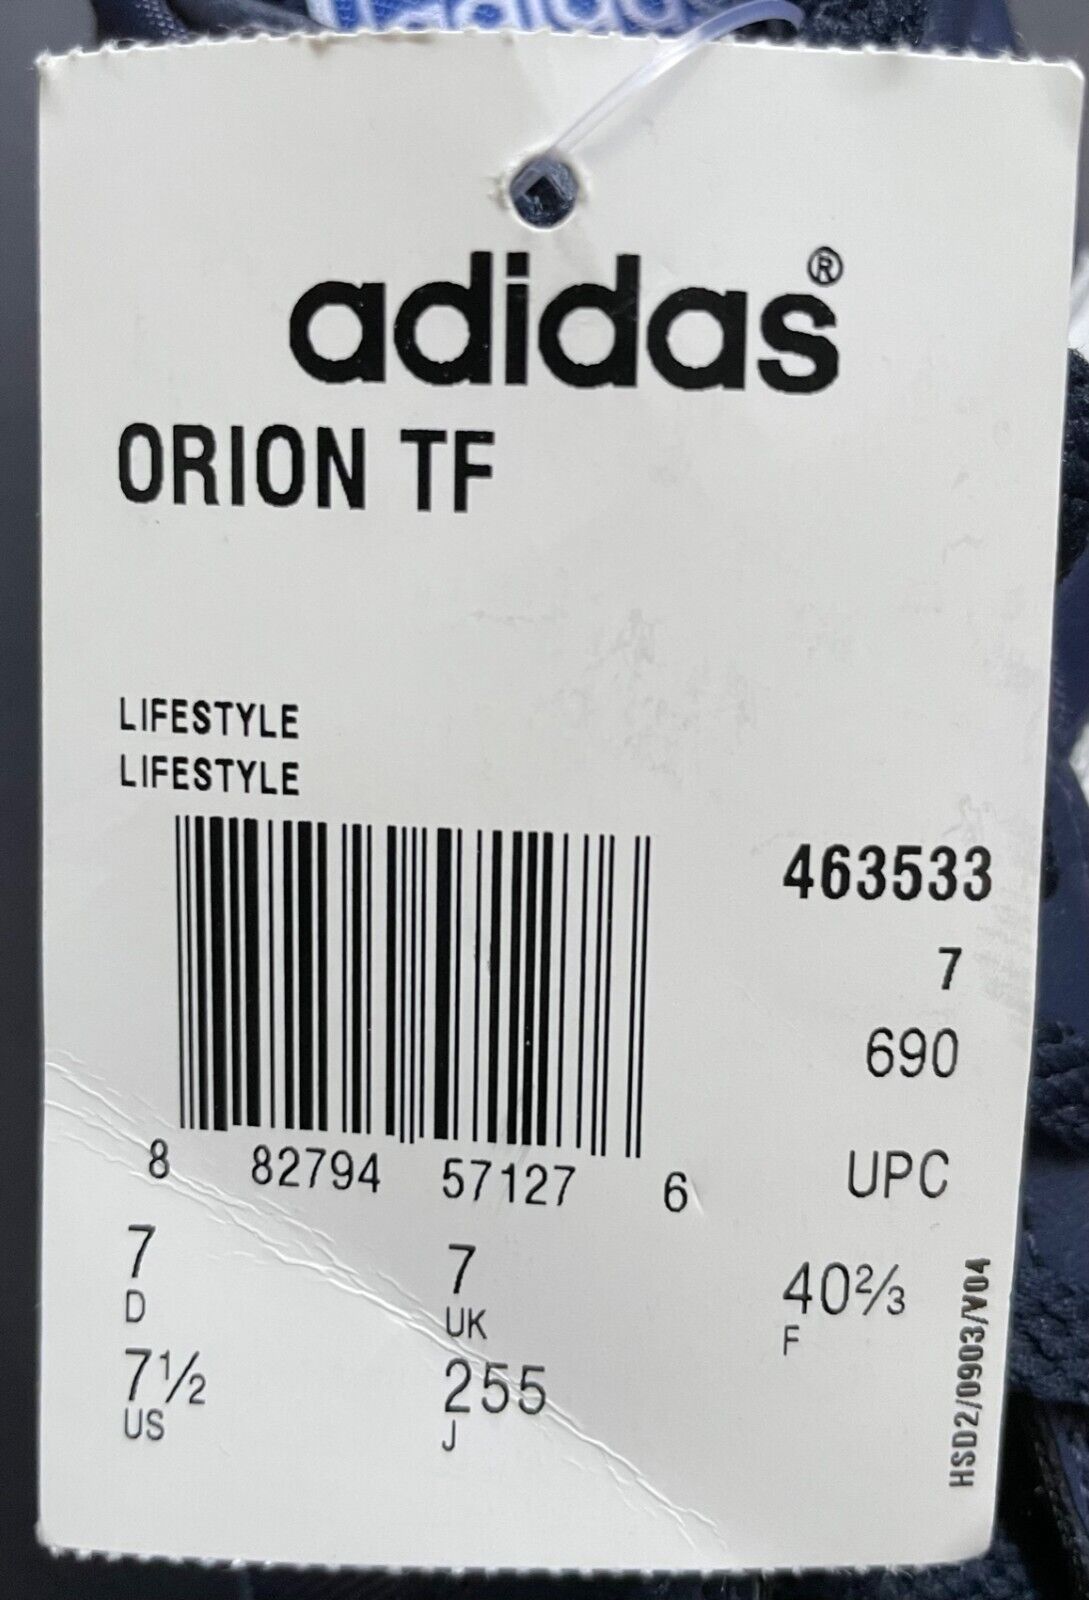 adidas
adidas®
ORION TF
LIFESTYLE
LIFESTYLE
463533
7
690
UPC
8 82794 57127 6
7 7 40⅔
D UK F
7½ 255
US J
HSD2/0903/V04